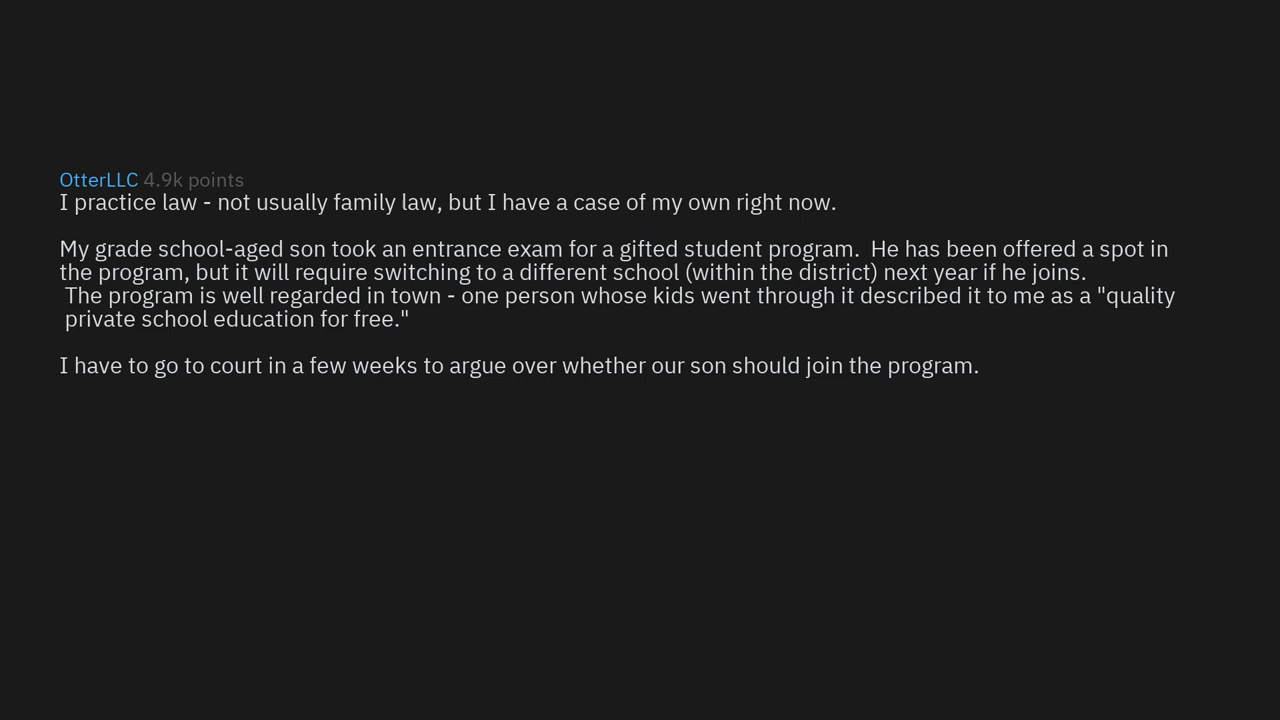 OtterLLC 4.9k points
I practice law - not usually family law, but I have a case of my own right now.
My grade school-aged son took an entrance exam for a gifted student program.  He has been offered a spot in
the program, but it will require switching to a different school (within the district) next year if he joins.
The program is well regarded in town - one person whose kids went through it described it to me as a "quality
private school education for free."
I have to go to court in a few weeks to argue over whether our son should join the program.